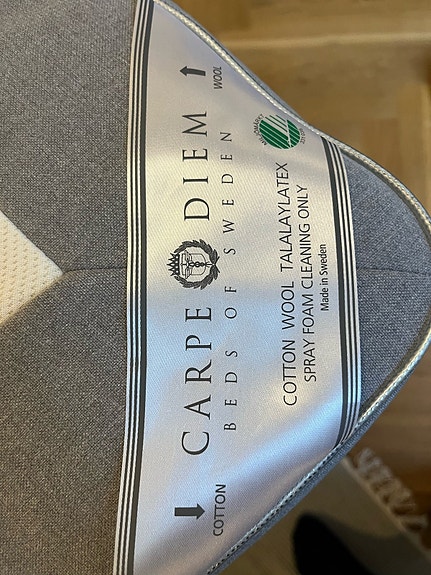 CARPE DIEM
BEDS OF SWEDEN
COTTON WOOL TALALAYLATEX
SPRAY FOAM CLEANING ONLY
Made in Sweden
COTTON
WOOL